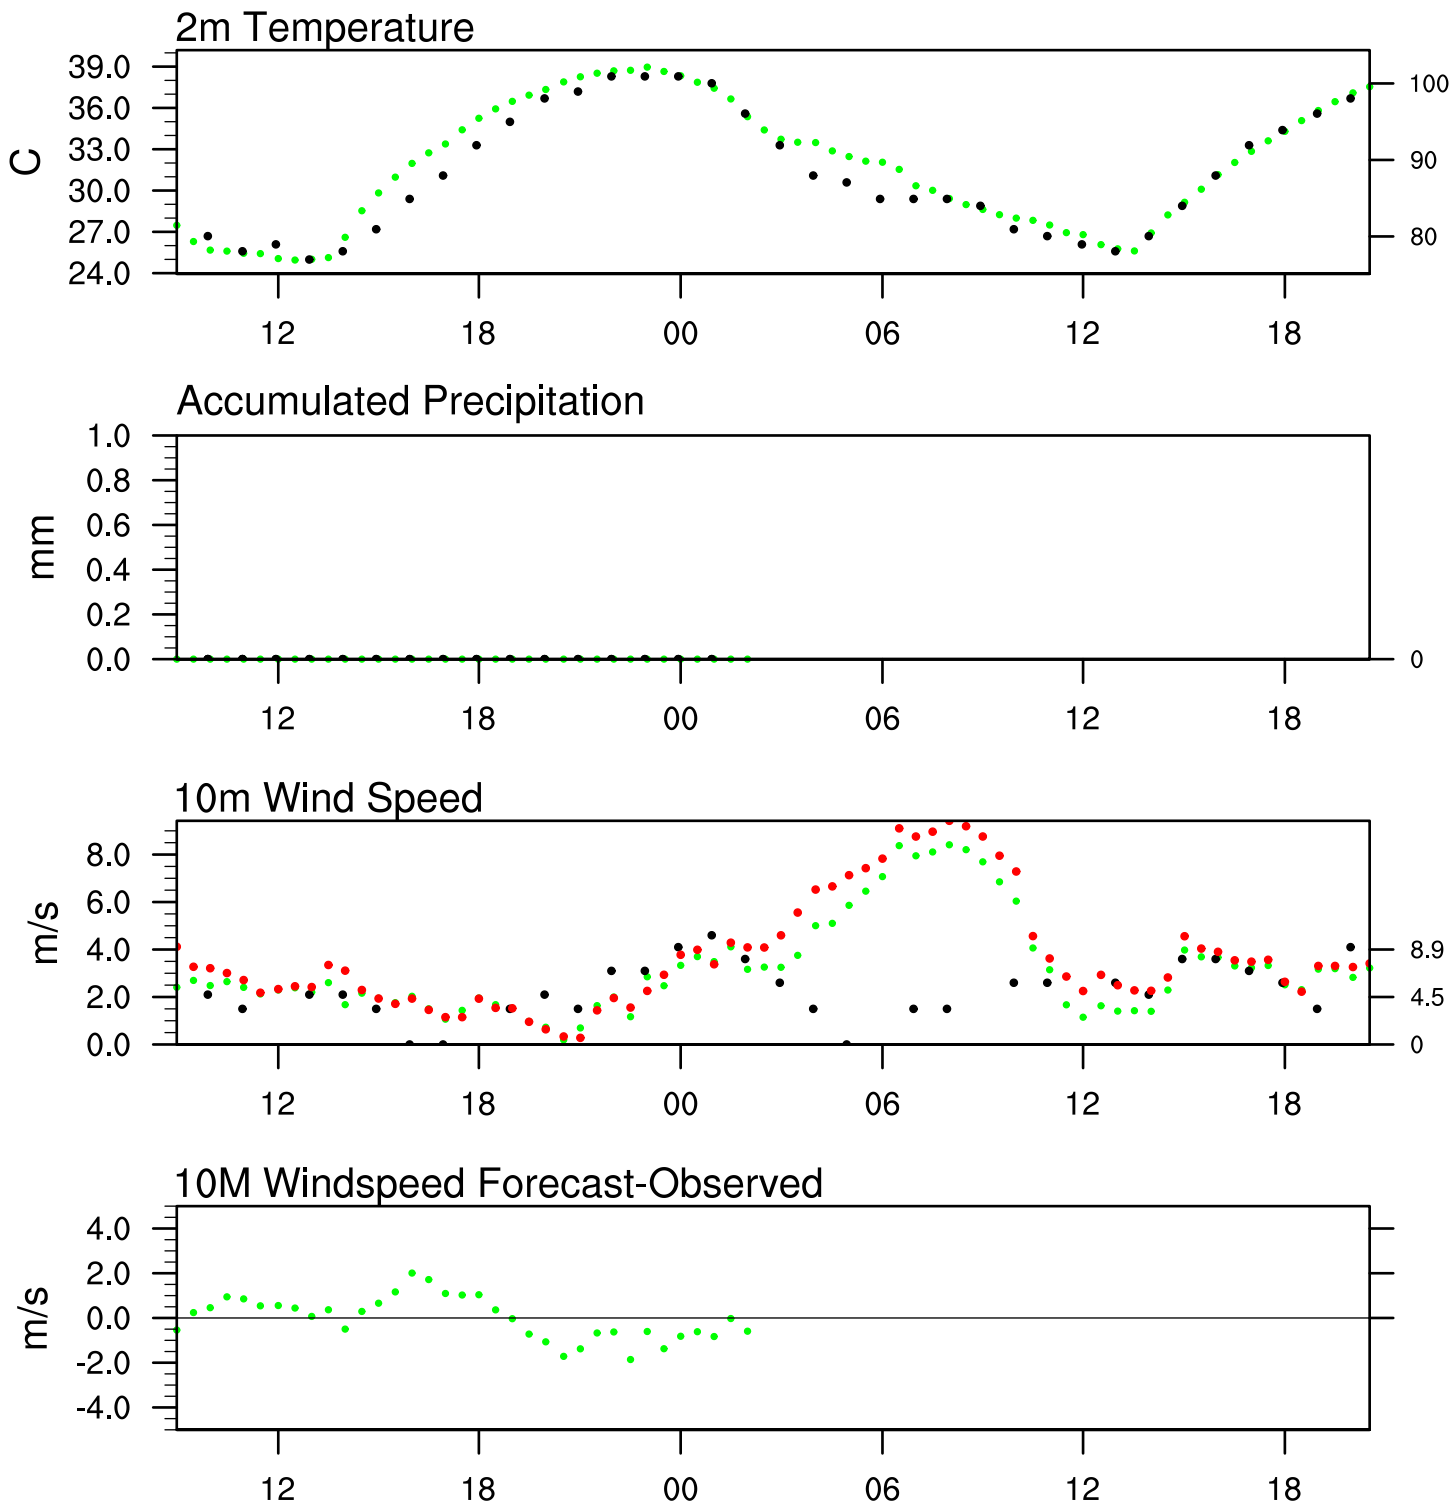 2m Temperature
39.0
36.0
33.0
30.0
27.0
24.0
C
100
90
80
12 18 00 06 12 18
Accumulated Precipitation
1.0
0.8
0.6
0.4
0.2
0.0
mm
0
12 18 00 06 12 18
10m Wind Speed
8.0
6.0
4.0
2.0
0.0
m/s
8.9
4.5
0
12 18 00 06 12 18
10M Windspeed Forecast-Observed
4.0
2.0
0.0
-2.0
-4.0
m/s
12 18 00 06 12 18